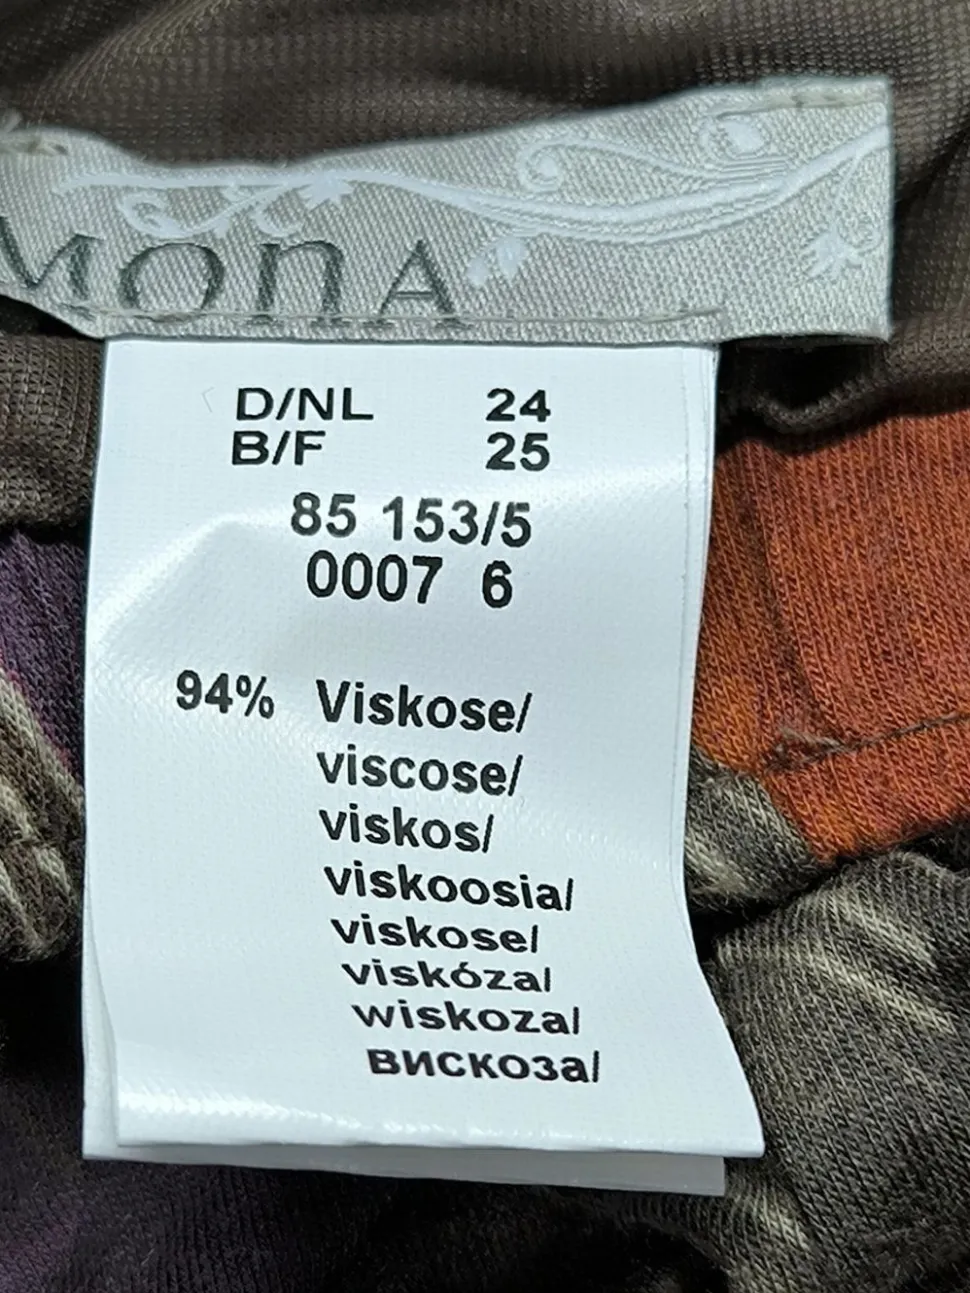 MONA
D/NL 24
B/F 25
85 153/5
0007 6
94% Viskose/
viscose/
viskos/
viskoosia/
viskose/
viskóza/
wiskoza/
вискоза/